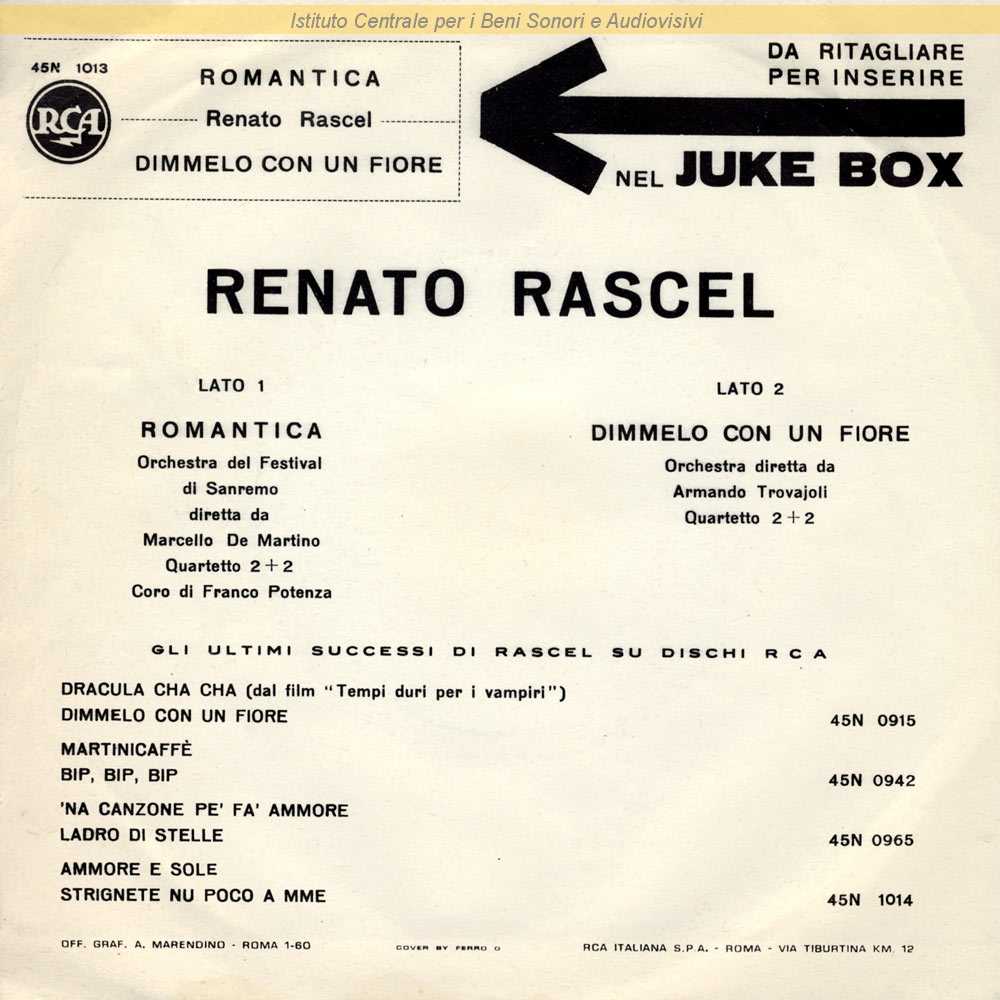 Istituto Centrale per i Beni Sonori e Audiovisivi
45N 1013
RCA
ROMANTICA
Renato Rascel
DIMMELO CON UN FIORE
DA RITAGLIARE
PER INSERIRE
NEL JUKE BOX
RENATO RASCEL
LATO 1
ROMANTICA
Orchestra del Festival
di Sanremo
diretta da
Marcello De Martino
Quartetto 2+2
Coro di Franco Potenza
LATO 2
DIMMELO CON UN FIORE
Orchestra diretta da
Armando Trovajoli
Quartetto 2+2
GLI ULTIMI SUCCESSI DI RASCEL SU DISCHI RCA
DRACULA CHA CHA (dal film "Tempi duri per i vampiri")
DIMMELO CON UN FIORE 45N 0915
MARTINICAFFÈ
BIP, BIP, BIP 45N 0942
'NA CANZONE PE' FA' AMMORE
LADRO DI STELLE 45N 0965
AMMORE E SOLE
STRIGNETE NU POCO A MME 45N 1014
OFF. GRAF. A. MARENDINO - ROMA 1-60 COVER BY FERRO O RCA ITALIANA S.P.A. - ROMA - VIA TIBURTINA KM. 12